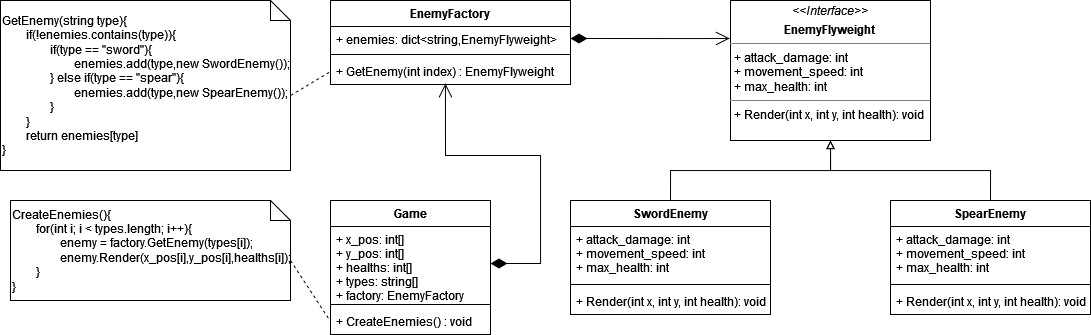 GetEnemy(string type){
if(!enemies.contains(type)){
if(type == "sword"){
enemies.add(type,new SwordEnemy());
} else if(type == "spear"){
enemies.add(type,new SpearEnemy());
}
}
return enemies[type]
}
EnemyFactory
+ enemies: dict<string,EnemyFlyweight>
+ GetEnemy(int index) : EnemyFlyweight
<<Interface>>
EnemyFlyweight
+ attack_damage: int
+ movement_speed: int
+ max_health: int
+ Render(int x, int y, int health): void
CreateEnemies(){
for(int i; i < types.length; i++){
enemy = factory.GetEnemy(types[i]);
enemy.Render(x_pos[i],y_pos[i],healths[i]);
}
}
Game
+ x_pos: int[]
+ y_pos: int[]
+ healths: int[]
+ types: string[]
+ factory: EnemyFactory
+ CreateEnemies() : void
SwordEnemy
+ attack_damage: int
+ movement_speed: int
+ max_health: int
+ Render(int x, int y, int health): void
SpearEnemy
+ attack_damage: int
+ movement_speed: int
+ max_health: int
+ Render(int x, int y, int health): void